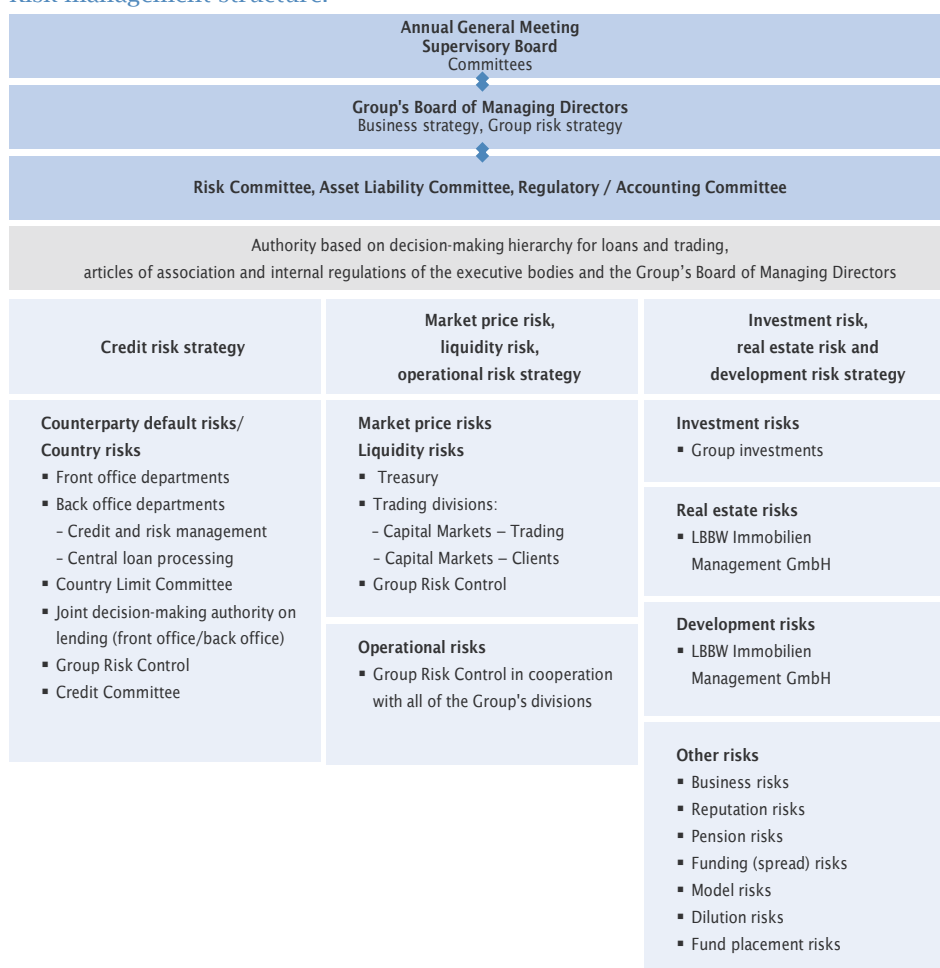 Risk management structure.
Annual General Meeting
Supervisory Board
Committees
Group's Board of Managing Directors
Business strategy, Group risk strategy
Risk Committee, Asset Liability Committee, Regulatory / Accounting Committee
Authority based on decision-making hierarchy for loans and trading,
articles of association and internal regulations of the executive bodies and the Group's Board of Managing Directors
Credit risk strategy
Market price risk,
liquidity risk,
operational risk strategy
Investment risk,
real estate risk and
development risk strategy
Counterparty default risks/
Country risks
▪ Front office departments
▪ Back office departments
– Credit and risk management
– Central loan processing
▪ Country Limit Committee
▪ Joint decision-making authority on
lending (front office/back office)
▪ Group Risk Control
▪ Credit Committee
Market price risks
Liquidity risks
▪ Treasury
▪ Trading divisions:
– Capital Markets – Trading
– Capital Markets – Clients
▪ Group Risk Control
Operational risks
▪ Group Risk Control in cooperation
with all of the Group's divisions
Investment risks
▪ Group investments
Real estate risks
▪ LBBW Immobilien
Management GmbH
Development risks
▪ LBBW Immobilien
Management GmbH
Other risks
▪ Business risks
▪ Reputation risks
▪ Pension risks
▪ Funding (spread) risks
▪ Model risks
▪ Dilution risks
▪ Fund placement risks